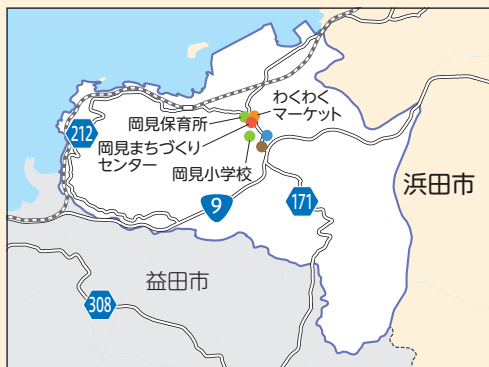 わくわく
マーケット
岡見保育所
212
岡見まちづくり
センター
岡見小学校
浜田市
9
171
益田市
308